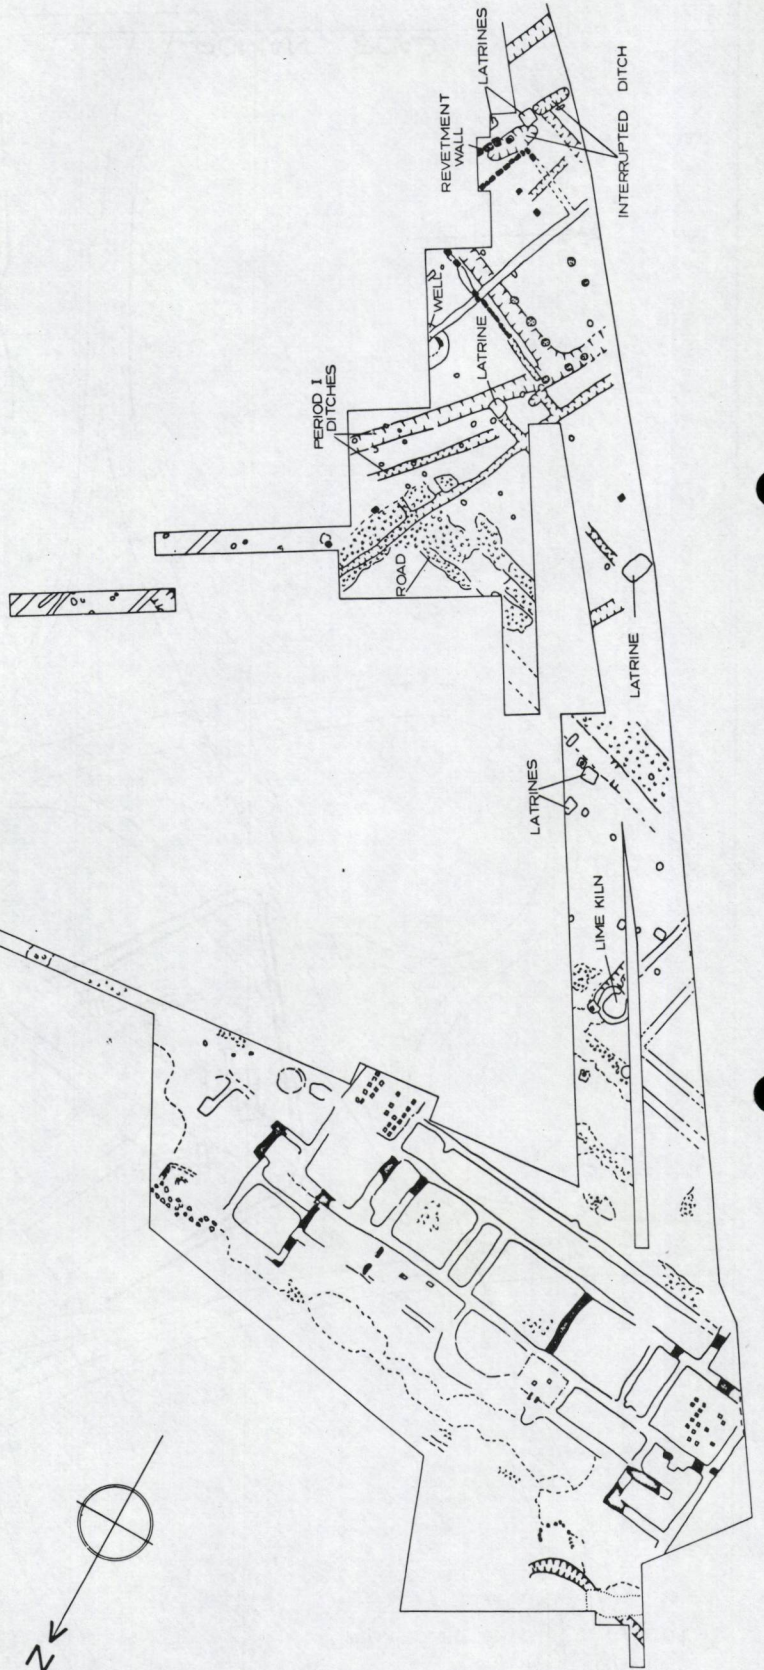 LATRINES
REVETMENT
WALL
INTERRUPTED DITCH
WELL
LATRINE
PERIOD I
DITCHES
ROAD
LATRINE
LATRINES
LIME KILN
N